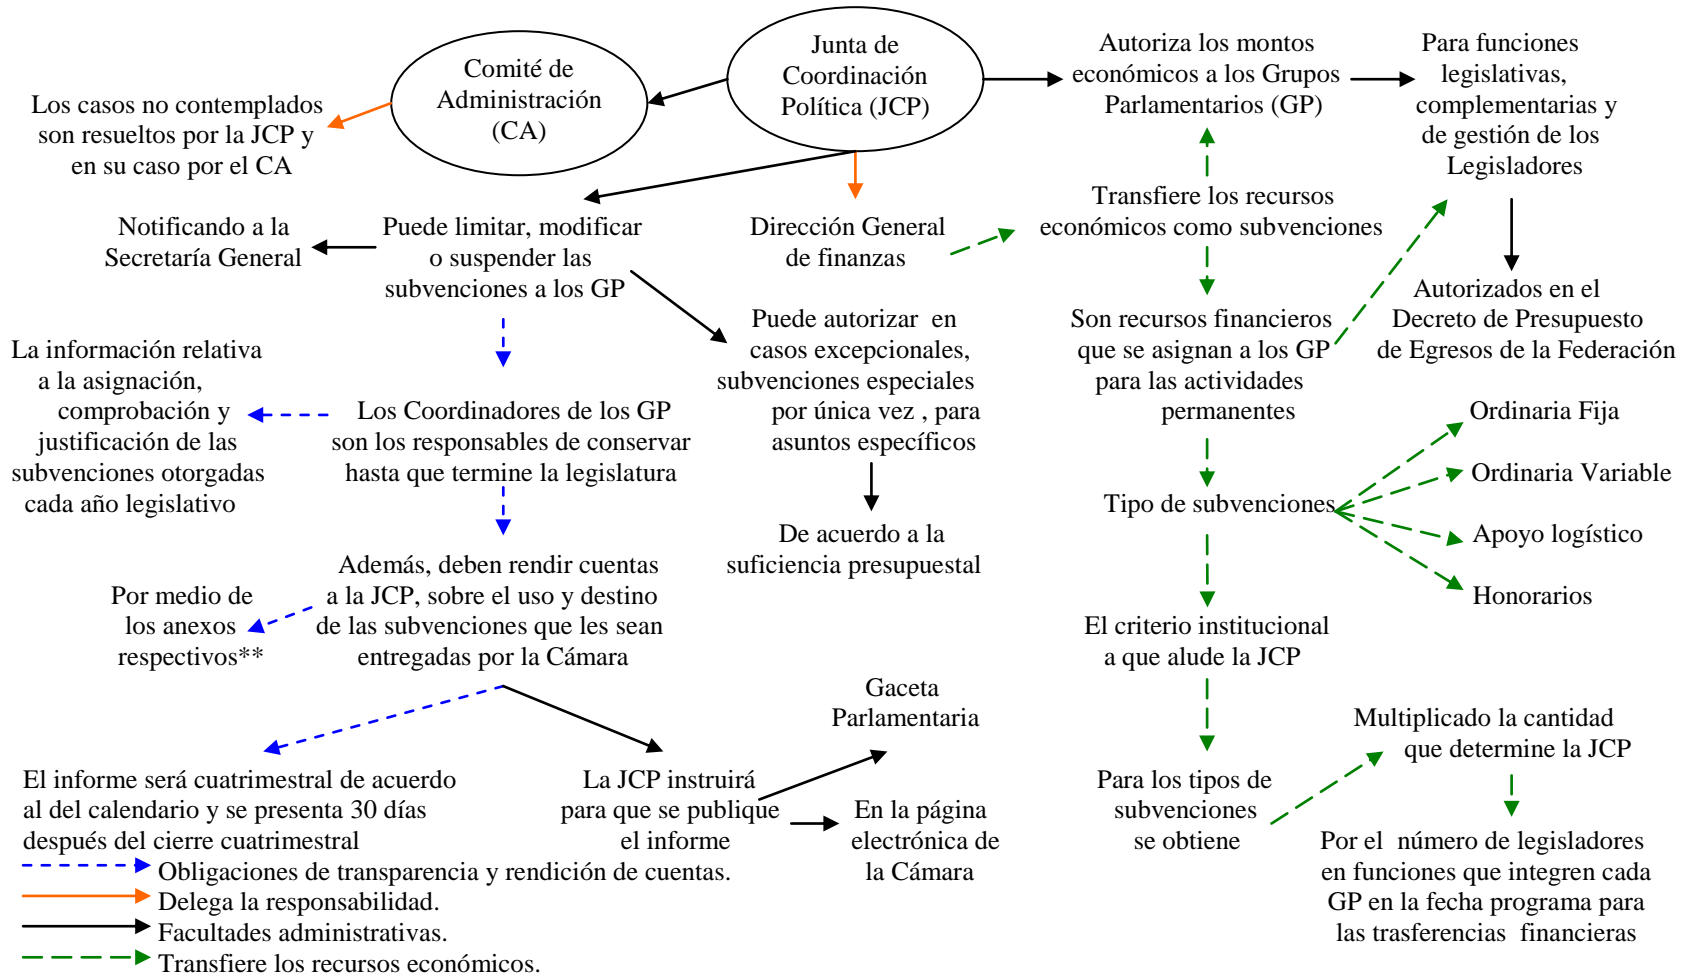 Junta de
Coordinación
Política (JCP)
Comité de
Administración
(CA)
Los casos no contemplados
son resueltos por la JCP y
en su caso por el CA
Autoriza los montos
económicos a los Grupos
Parlamentarios (GP)
Para funciones
legislativas,
complementarias y
de gestión de los
Legisladores
Notificando a la
Secretaría General
Puede limitar, modificar
o suspender las
subvenciones a los GP
Dirección General
de finanzas
Transfiere los recursos
económicos como subvenciones
Autorizados en el
Decreto de Presupuesto
de Egresos de la Federación
Puede autorizar en
casos excepcionales,
subvenciones especiales
por única vez , para
asuntos específicos
Son recursos financieros
que se asignan a los GP
para las actividades
permanentes
La información relativa
a la asignación,
comprobación y
justificación de las
subvenciones otorgadas
cada año legislativo
Los Coordinadores de los GP
son los responsables de conservar
hasta que termine la legislatura
De acuerdo a la
suficiencia presupuestal
Tipo de subvenciones
Ordinaria Fija
Ordinaria Variable
Apoyo logístico
Honorarios
Además, deben rendir cuentas
a la JCP, sobre el uso y destino
de las subvenciones que les sean
entregadas por la Cámara
Por medio de
los anexos
respectivos**
El criterio institucional
a que alude la JCP
Gaceta
Parlamentaria
Multiplicado la cantidad
que determine la JCP
El informe será cuatrimestral de acuerdo
al del calendario y se presenta 30 días
después del cierre cuatrimestral
La JCP instruirá
para que se publique
el informe
En la página
electrónica de
la Cámara
Para los tipos de
subvenciones
se obtiene
Por el número de legisladores
en funciones que integren cada
GP en la fecha programa para
las trasferencias financieras
Obligaciones de transparencia y rendición de cuentas.
Delega la responsabilidad.
Facultades administrativas.
Transfiere los recursos económicos.